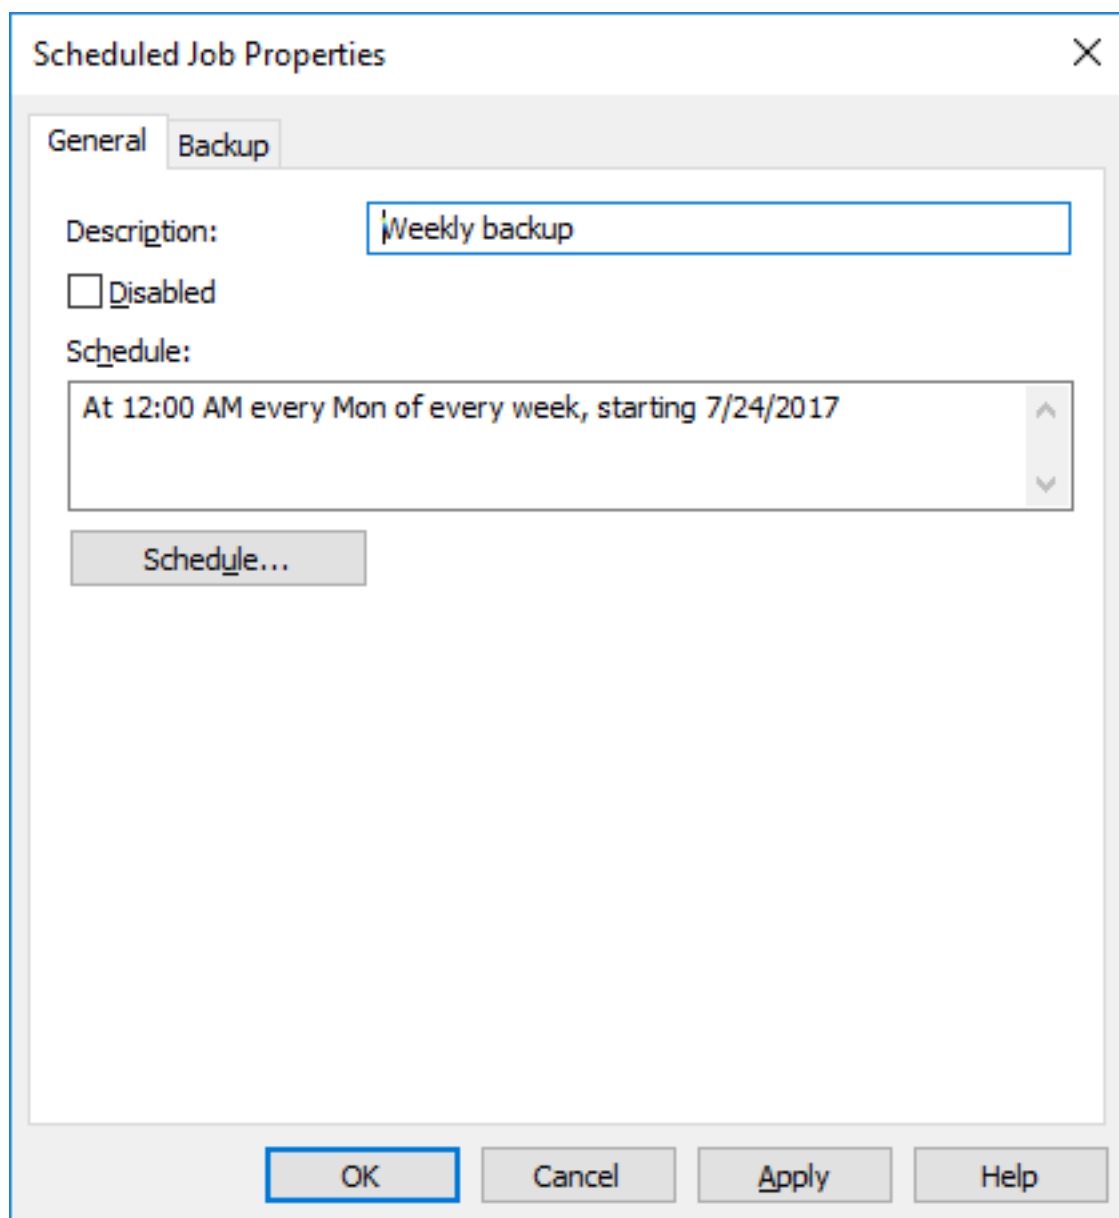 Scheduled Job Properties
General Backup
Description: Weekly backup
Disabled
Schedule:
At 12:00 AM every Mon of every week, starting 7/24/2017
Schedule...
OK Cancel Apply Help